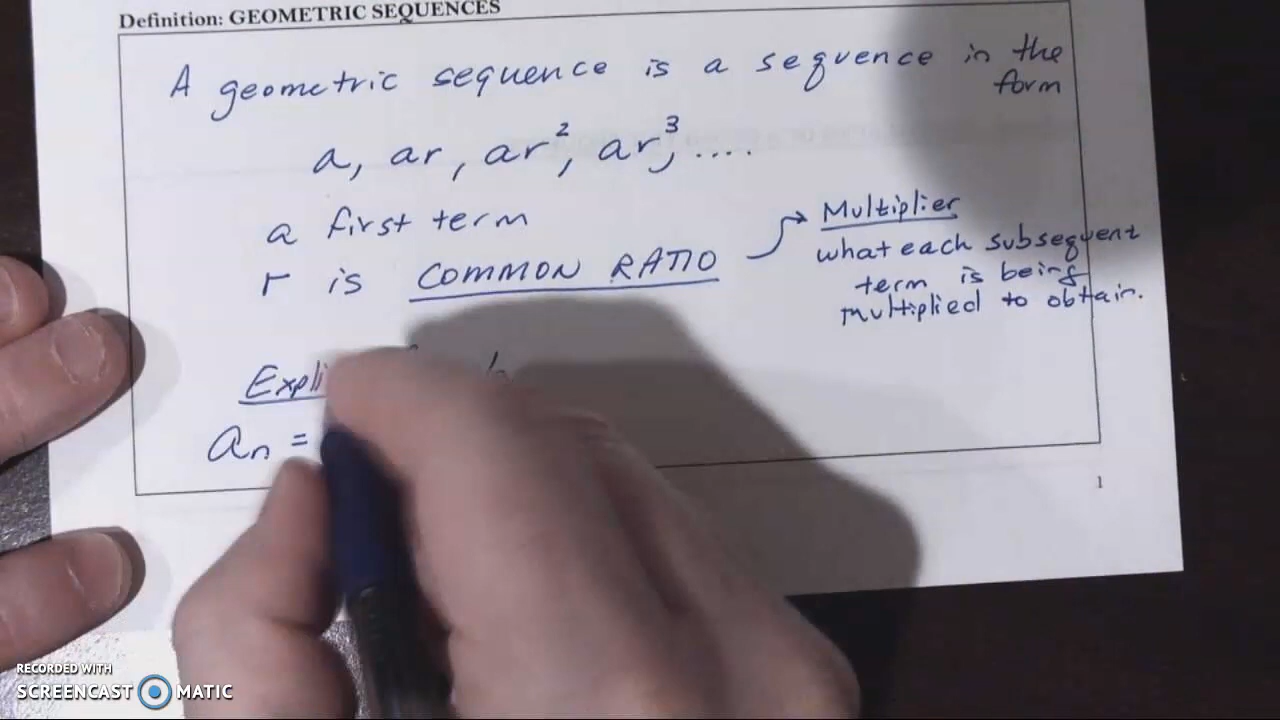 Definition: GEOMETRIC SEQUENCES
A geometric sequence is a sequence in the
form
a, ar, ar², ar³, ....
a first term
r is COMMON RATIO
Multiplier
what each subsequent
term is being
multiplied to obtain.
aₙ =
1
RECORDED WITH
SCREENCAST MATIC